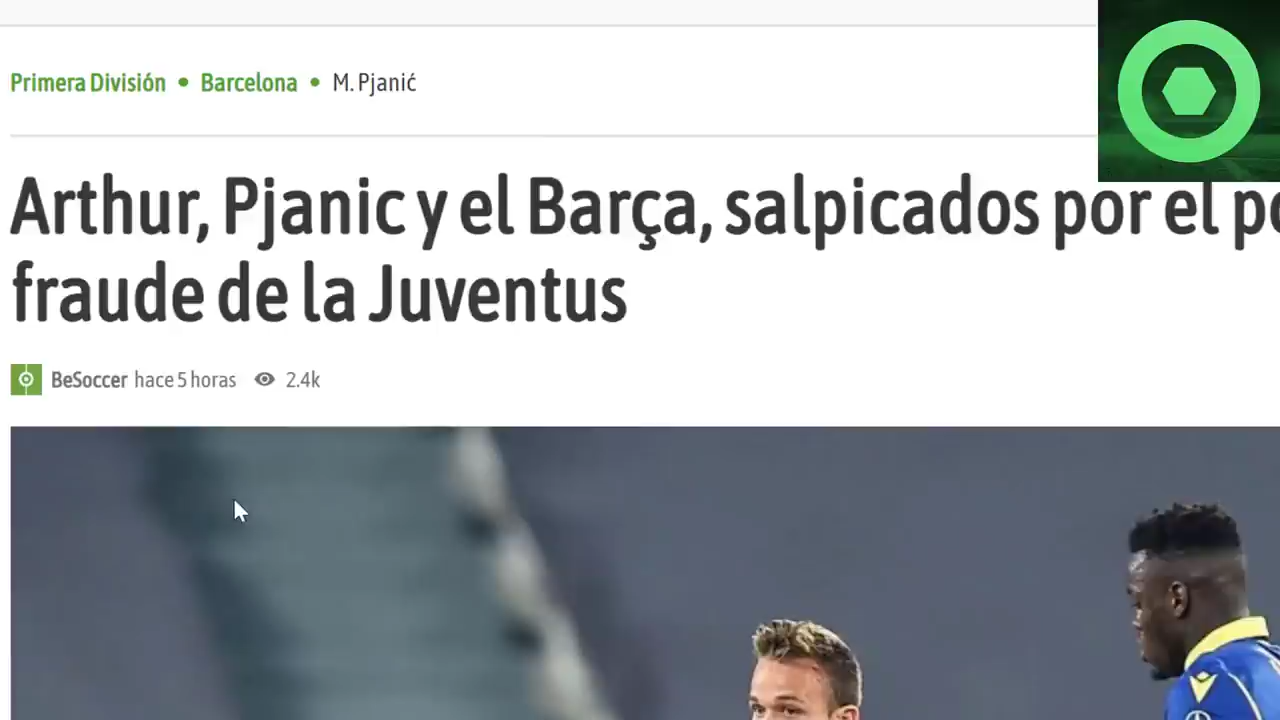 Primera División • Barcelona • M. Pjanić
Arthur, Pjanic y el Barça, salpicados por el
fraude de la Juventus
BeSoccer hace 5 horas 2.4k